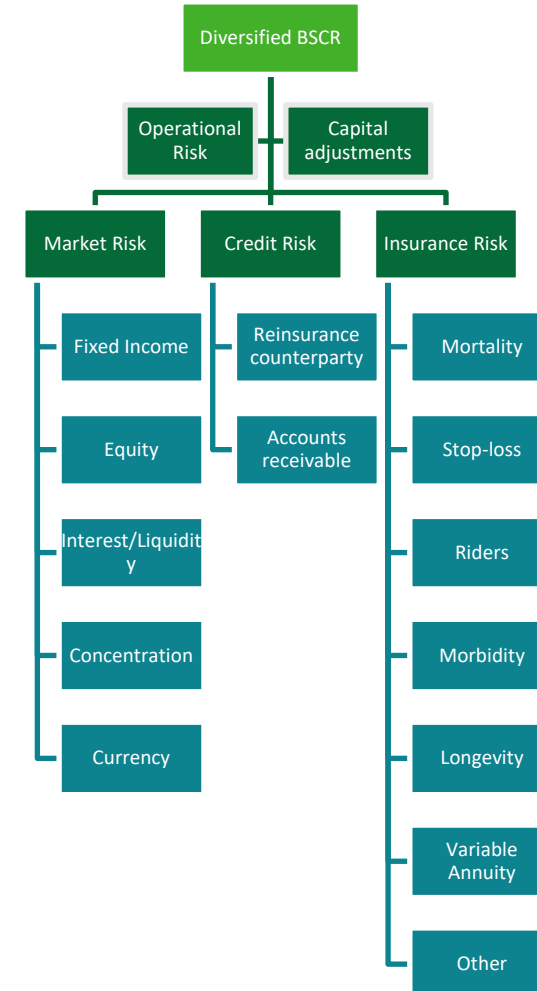 Diversified BSCR
Operational
Risk
Capital
adjustments
Market Risk
Credit Risk
Insurance Risk
Fixed Income
Equity
Interest/Liquidit
y
Concentration
Currency
Reinsurance
counterparty
Accounts
receivable
Mortality
Stop-loss
Riders
Morbidity
Longevity
Variable
Annuity
Other